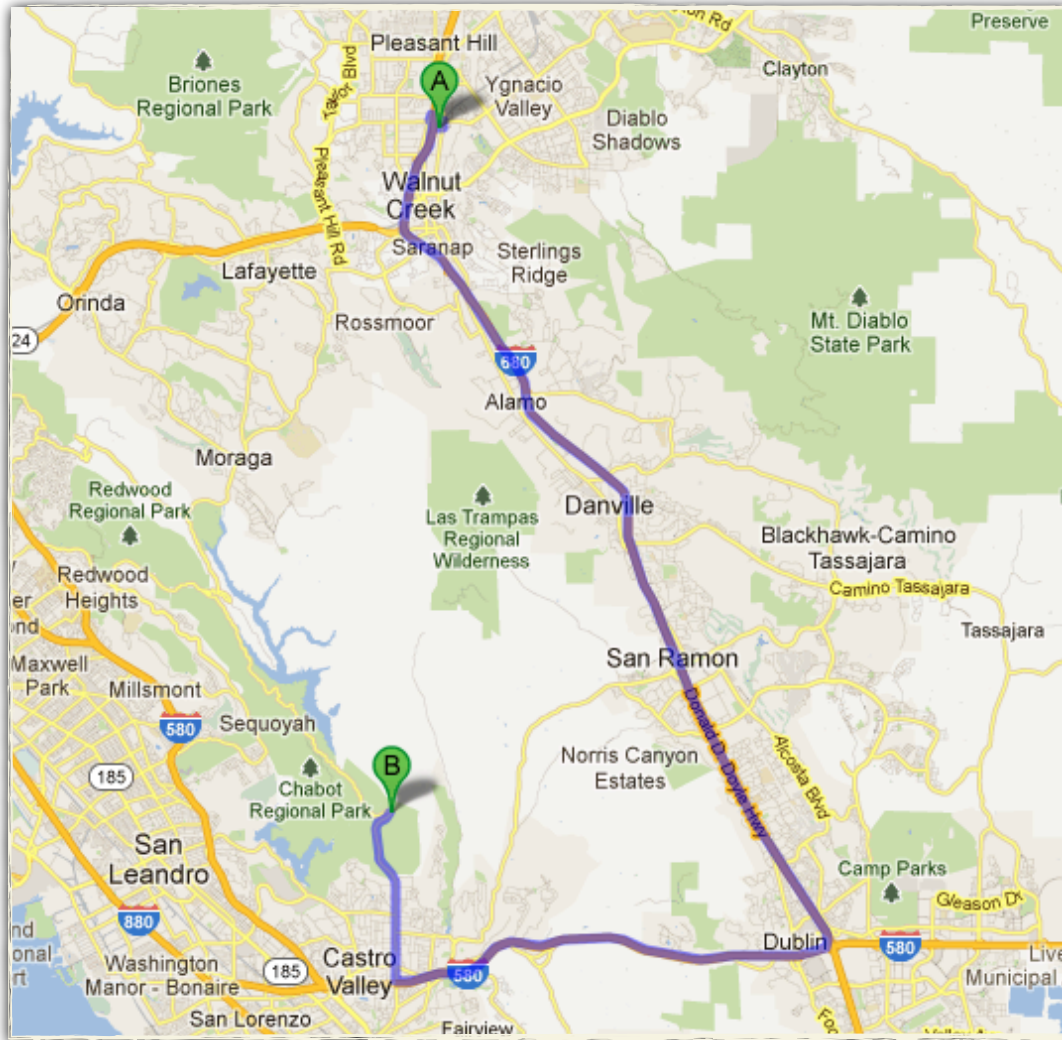 Preserve
Pleasant Hill
Clayton
Briones
Regional Park
Taylor Blvd
A
Ygnacio
Valley
Diablo
Shadows
Pleasant Hill Rd
Walnut
Creek
Saranap
Sterlings
Ridge
Lafayette
Orinda
Rossmoor
24
Mt. Diablo
State Park
680
Alamo
Moraga
Redwood
Regional Park
Las Trampas
Regional
Wilderness
Danville
Blackhawk-Camino
Tassajara
Redwood
Heights
Camino Tassajara
Tassajara
Maxwell
Park
San Ramon
Millsmont
580
Sequoyah
Donald D. Doyle Hwy
Alcosta Blvd
Norris Canyon
Estates
B
185
Chabot
Regional Park
San
Leandro
Camp Parks
Gleason Dr
880
Dublin
580
Castro
Valley
580
Washington
Manor - Bonaire
185
Municipal
San Lorenzo
Fairview